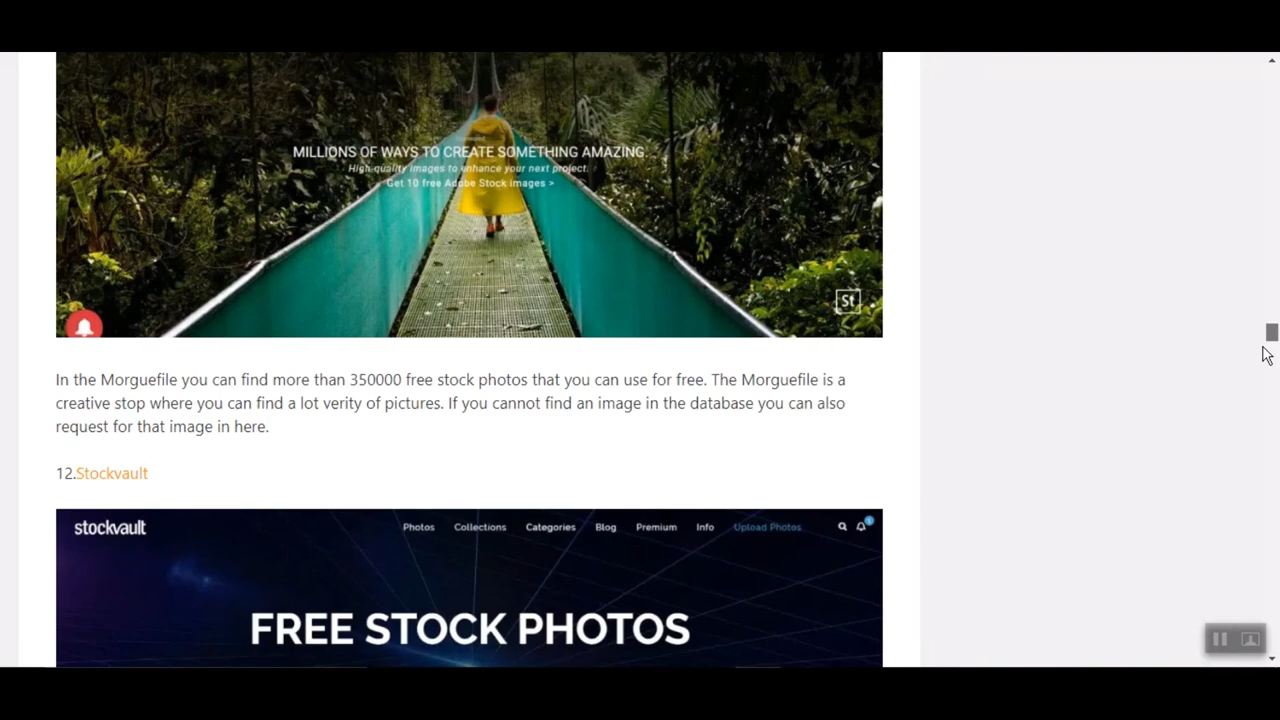 MILLIONS OF WAYS TO CREATE SOMETHING AMAZING.
High-quality images to enhance your next project.
Get 10 free Adobe Stock images >
St
In the Morguefile you can find more than 350000 free stock photos that you can use for free. The Morguefile is a
creative stop where you can find a lot verity of pictures. If you cannot find an image in the database you can also
request for that image in here.
12.Stockvault
stockvault Photos Collections Categories Blog Premium Info Upload Photos
FREE STOCK PHOTOS